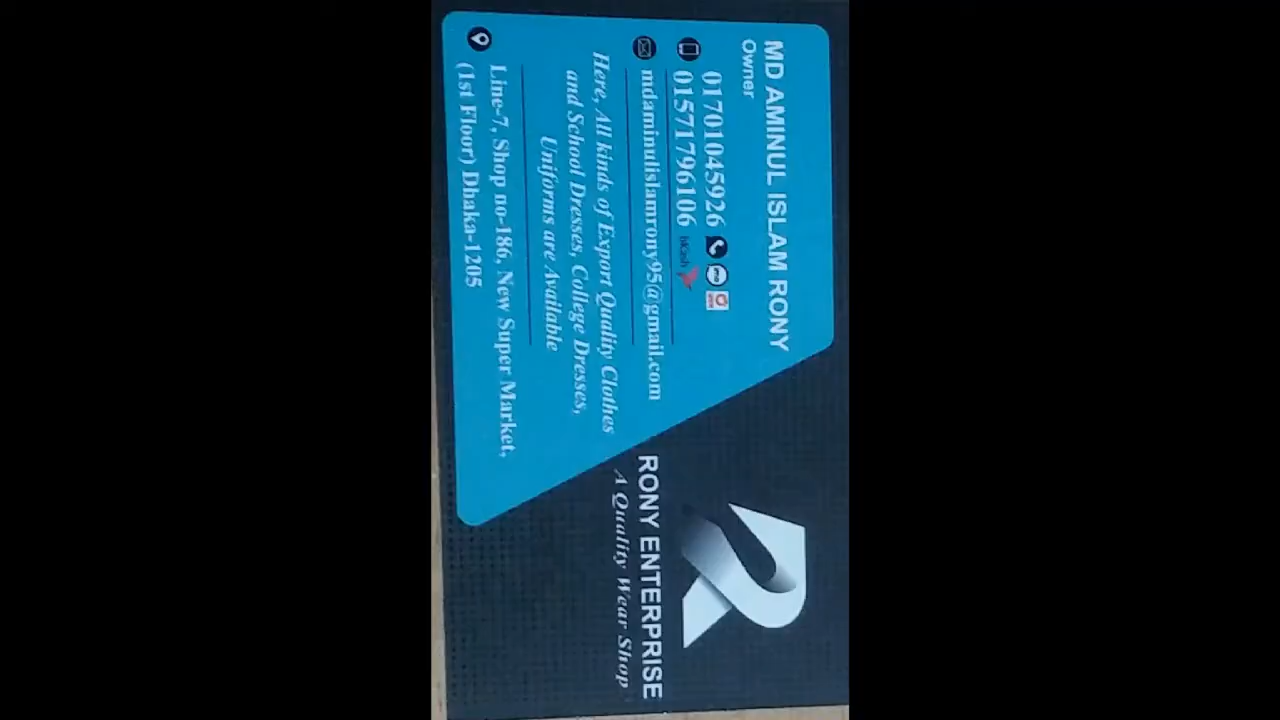 MD AMINUL ISLAM RONY
Owner
01701045926
01571796106 bKash
mdaminulislamrony95@gmail.com
Here, All kinds of Export Quality Clothes
and School Dresses, College Dresses,
Uniforms are Available
Line-7, Shop no-186, New Super Market,
(1st Floor) Dhaka-1205
RONY ENTERPRISE
A Quality Wear Shop